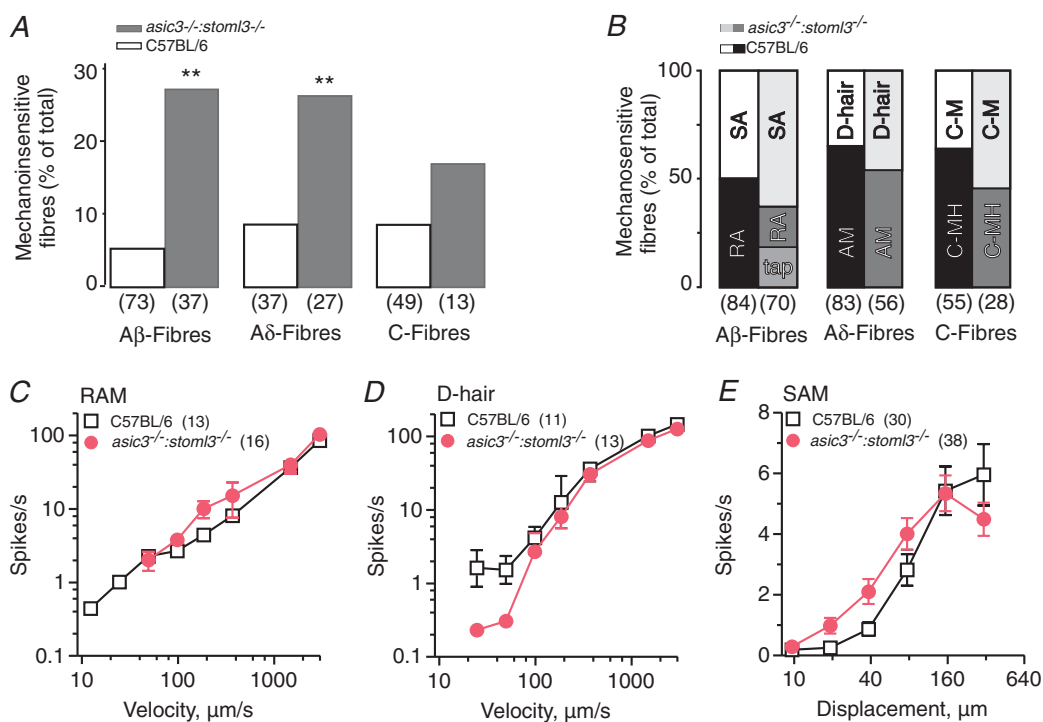 A
asic3-/-:stoml3-/-
C57BL/6
Mechanoinsensitive
fibres (% of total)
30
20
10
0
**
**
(73) (37) (37) (27) (49) (13)
Aβ-Fibres Aδ-Fibres C-Fibres
B
asic3-/-:stoml3-/-
C57BL/6
Mechanosensitive
fibres (% of total)
100
50
0
SA SA D-hair D-hair C-M C-M
RA RA AM AM C-MH C-MH
tap
(84) (70) (83) (56) (55) (28)
Aβ-Fibres Aδ-Fibres C-Fibres
C RAM
C57BL/6 (13)
asic3-/-:stoml3-/- (16)
Spikes/s
100
10
1
0.1
10 100 1000
Velocity, µm/s
D D-hair
C57BL/6 (11)
asic3-/-:stoml3-/- (13)
Spikes/s
100
10
1
0.1
10 100 1000
Velocity, µm/s
E SAM
C57BL/6 (30)
asic3-/-:stoml3-/- (38)
Spikes/s
8
6
4
2
0
10 40 160 640
Displacement, µm